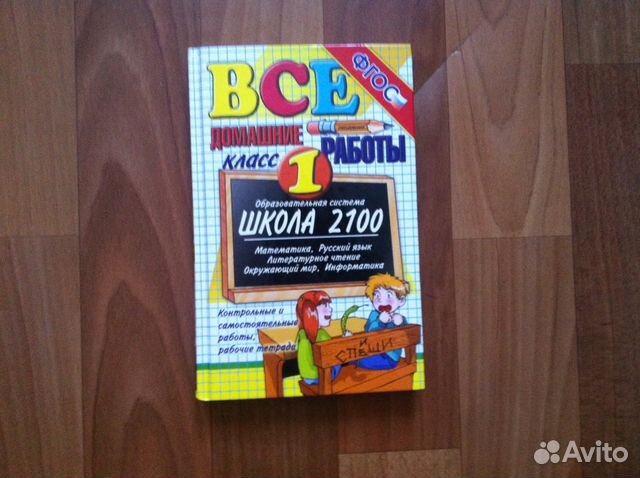 ВСЕ
ФГОС
ДОМАШНИЕ
РАБОТЫ
КЛАСС
1
Образовательная система
ШКОЛА 2100
Математика, Русский язык
Литературное чтение
Окружающий мир, Информатика
Контрольные и
самостоятельные
работы,
рабочие тетради
И
СПЕШИ
Avito